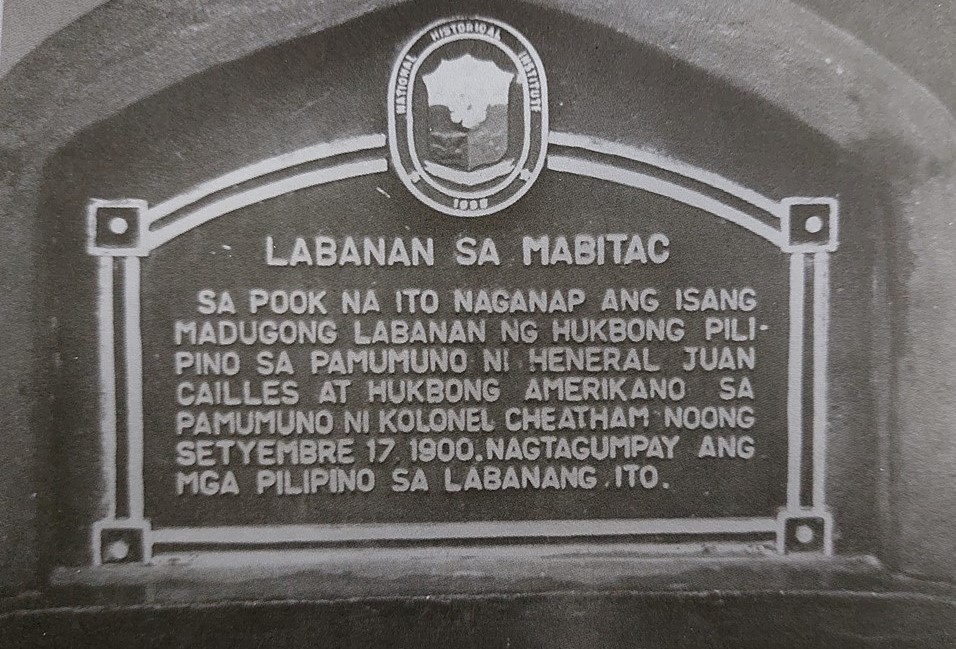 NATIONAL HISTORICAL INSTITUTE
LABANAN SA MABITAC
SA POOK NA ITO NAGANAP ANG ISANG
MADUGONG LABANAN NG HUKBONG PILI-
PINO SA PAMUMUNO NI HENERAL JUAN
CAILLES AT HUKBONG AMERIKANO SA
PAMUMUNO NI KOLONEL CHEATHAM NOONG
SETYEMBRE 17, 1900. NAGTAGUMPAY ANG
MGA PILIPINO SA LABANANG ITO.